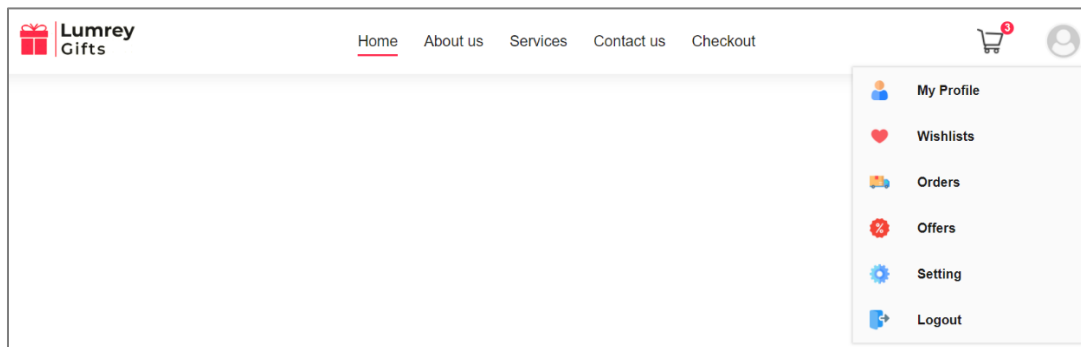 Lumrey
Gifts
Home About us Services Contact us Checkout
3
My Profile
Wishlists
Orders
Offers
Setting
Logout